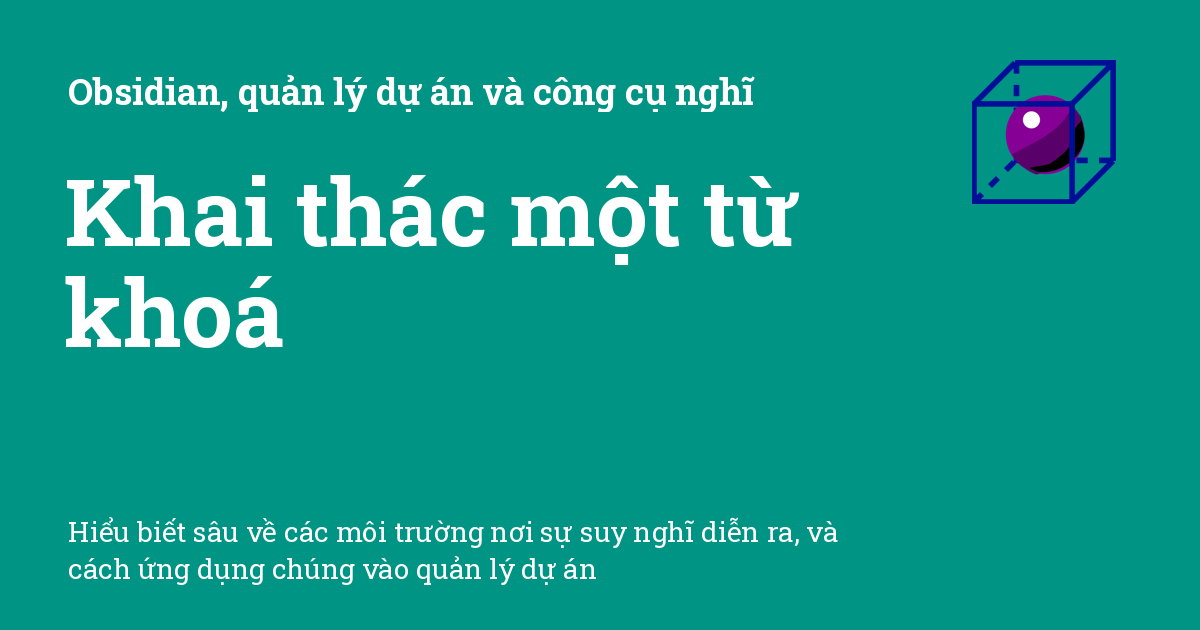 Obsidian, quản lý dự án và công cụ nghĩ
Khai thác một từ
khoá
Hiểu biết sâu về các môi trường nơi sự suy nghĩ diễn ra, và
cách ứng dụng chúng vào quản lý dự án